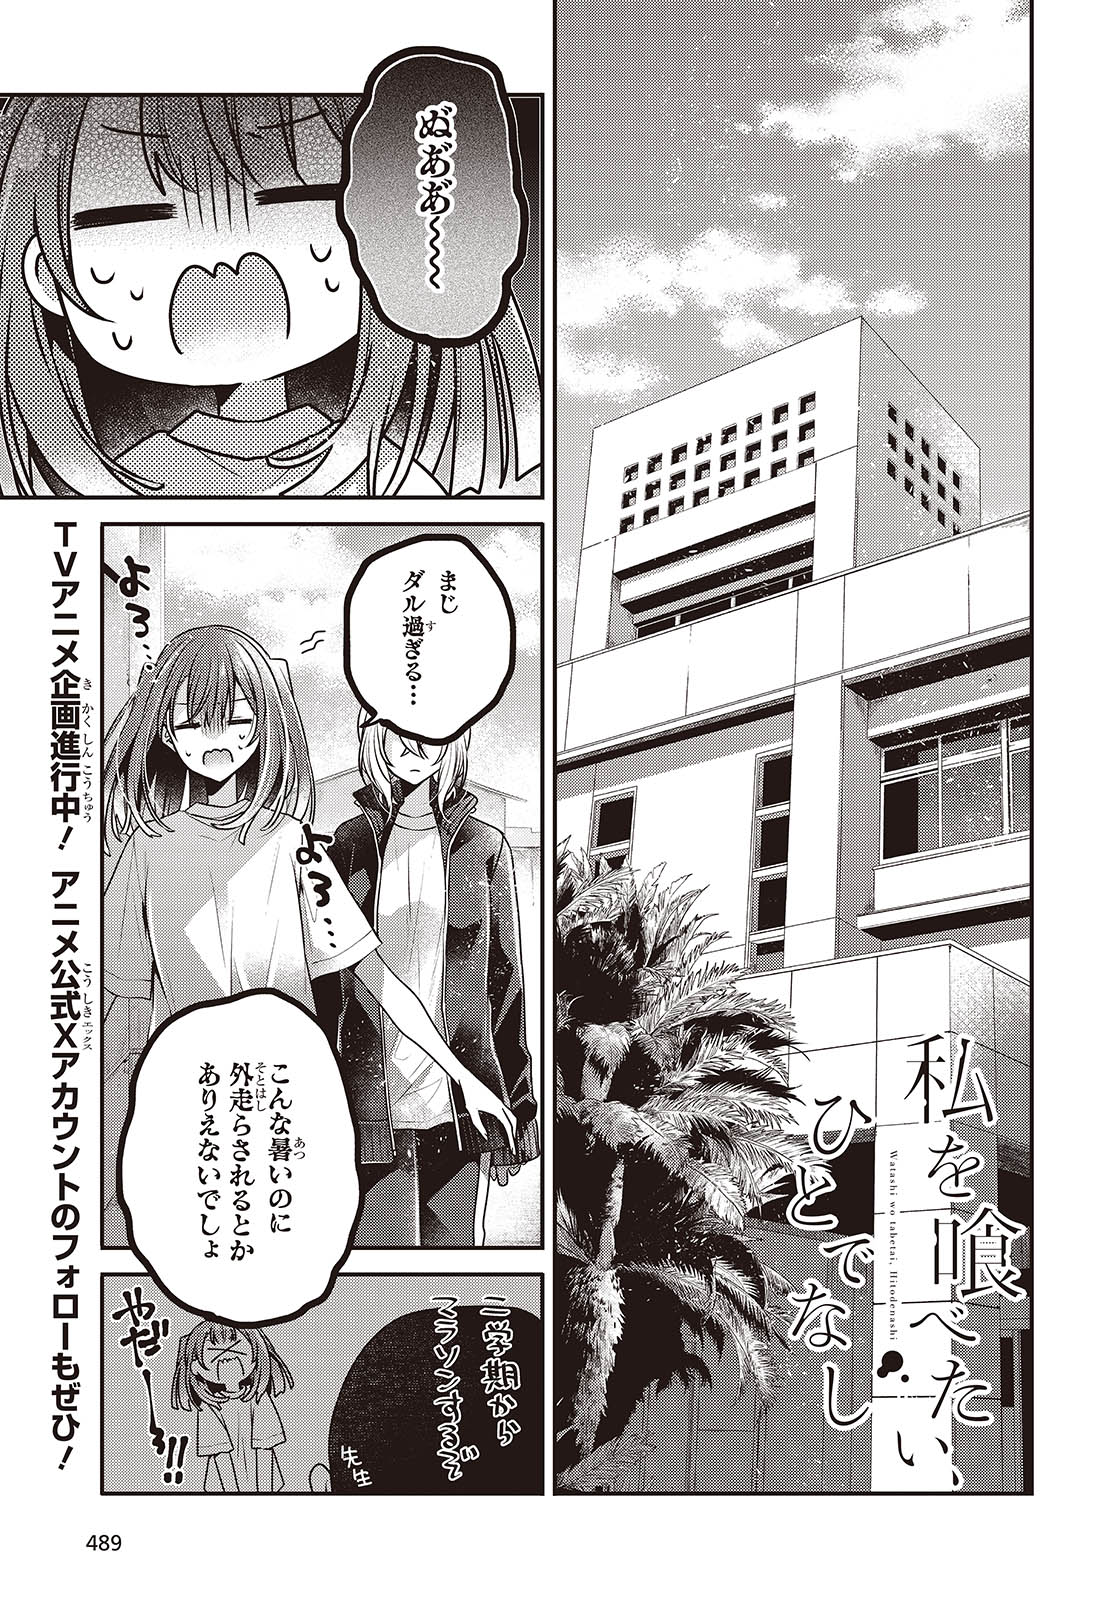 私を喰べたい、
ひとでなし
Watashi wo tabetai, Hitodenashi
ぬ゛あ゛あ゛～～～
まじ
ダル過ぎる…
よろ…
よろ…
こんな暑いのに
外走らされるとか
ありえないでしょ
二学期から
マラソンするぞ
先生
やだ!!
TVアニメ企画進行中！ アニメ公式Xアカウントのフォローもぜひ！
489